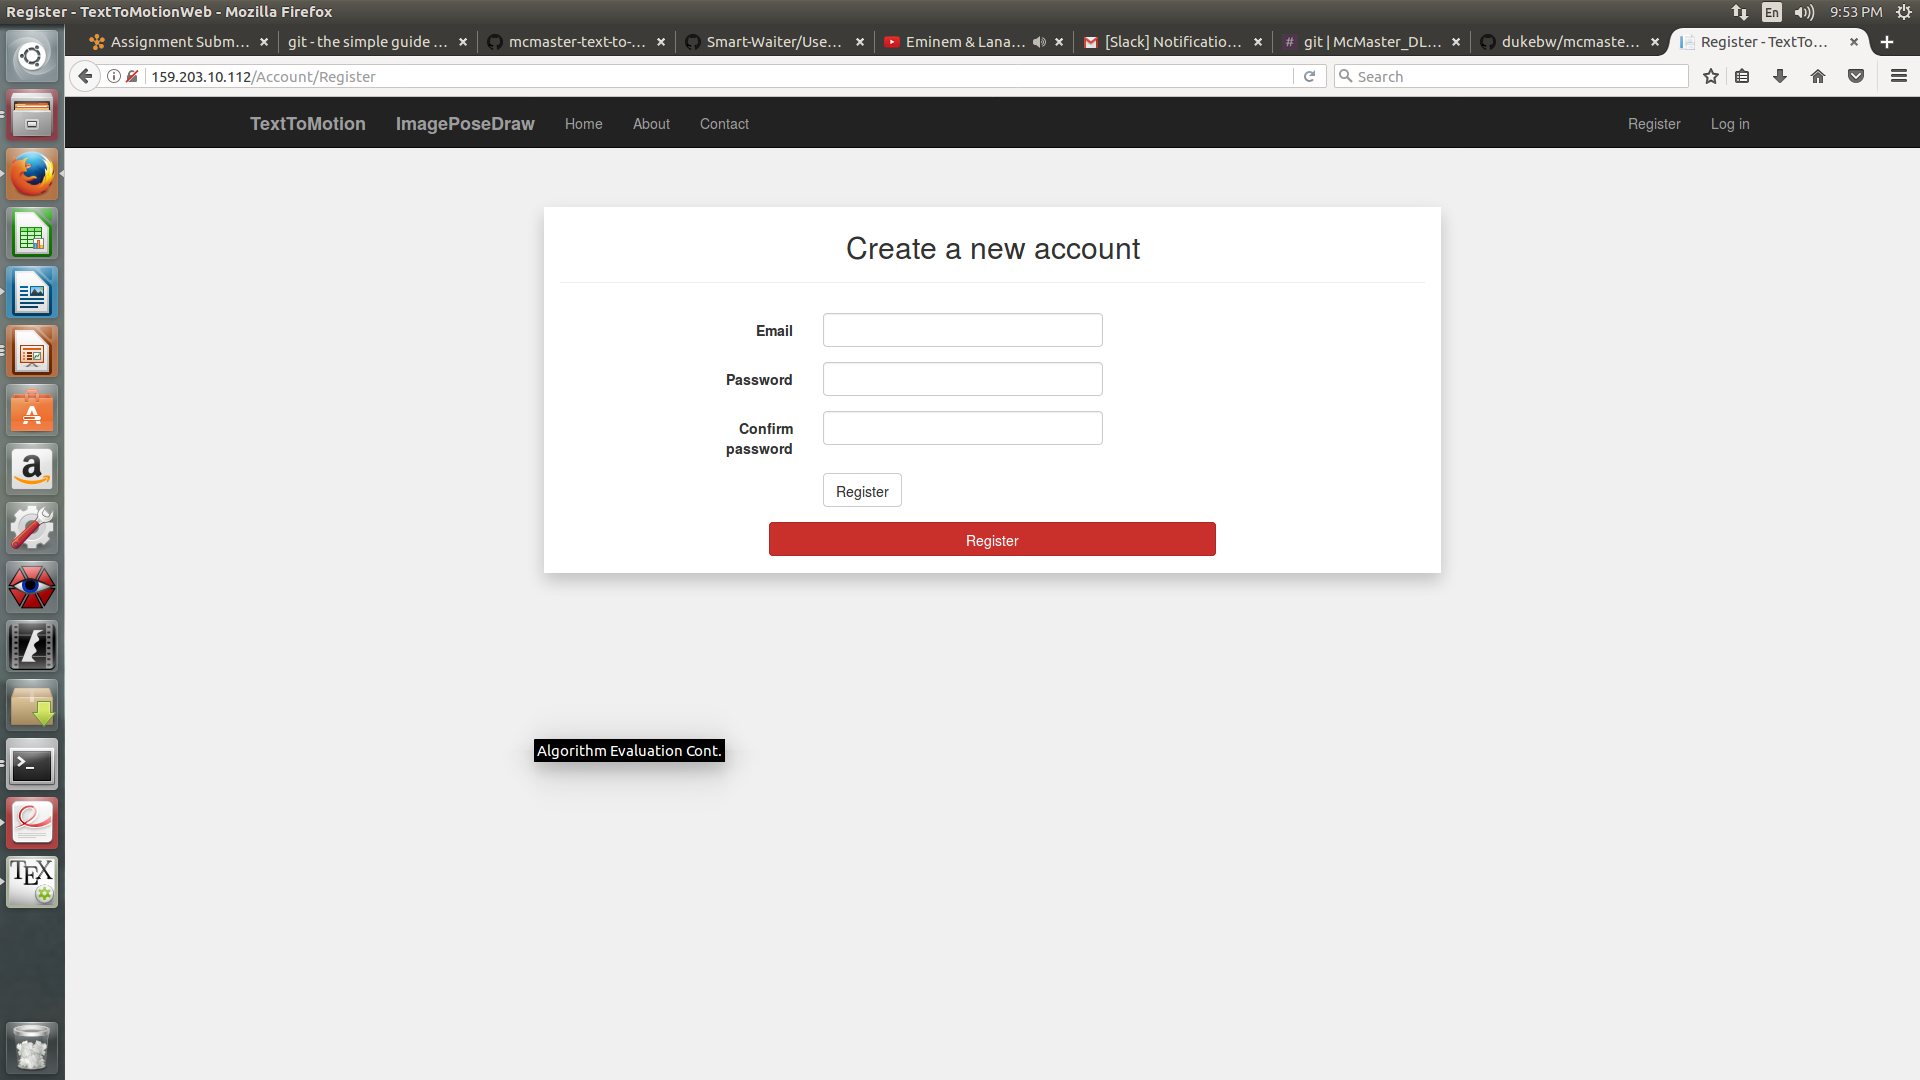 Register - TextToMotionWeb - Mozilla Firefox
En
9:53 PM
Assignment Subm...
git - the simple guide ...
mcmaster-text-to-...
Smart-Waiter/Use...
Eminem & Lana...
[Slack] Notificatio...
# git | McMaster_DL...
dukebw/mcmaste...
Register - TextTo...
159.203.10.112/Account/Register
Search
TextToMotion
ImagePoseDraw
Home
About
Contact
Register
Log in
Create a new account
Email
Password
Confirm
password
Register
Register
Algorithm Evaluation Cont.
A
a
>_
TEX